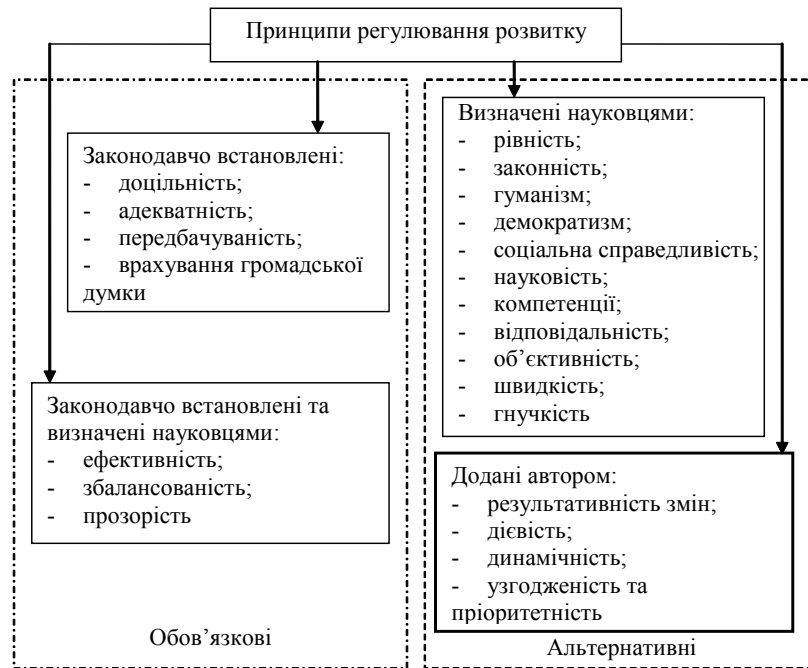 Принципи регулювання розвитку
Законодавчо встановлені:
- доцільність;
- адекватність;
- передбачуваність;
- врахування громадської
думки
Законодавчо встановлені та
визначені науковцями:
- ефективність;
- збалансованість;
- прозорість
Обов’язкові
Визначені науковцями:
- рівність;
- законність;
- гуманізм;
- демократизм;
- соціальна справедливість;
- науковість;
- компетенції;
- відповідальність;
- об’єктивність;
- швидкість;
- гнучкість
Додані автором:
- результативність змін;
- дієвість;
- динамічність;
- узгодженість та
пріоритетність
Альтернативні